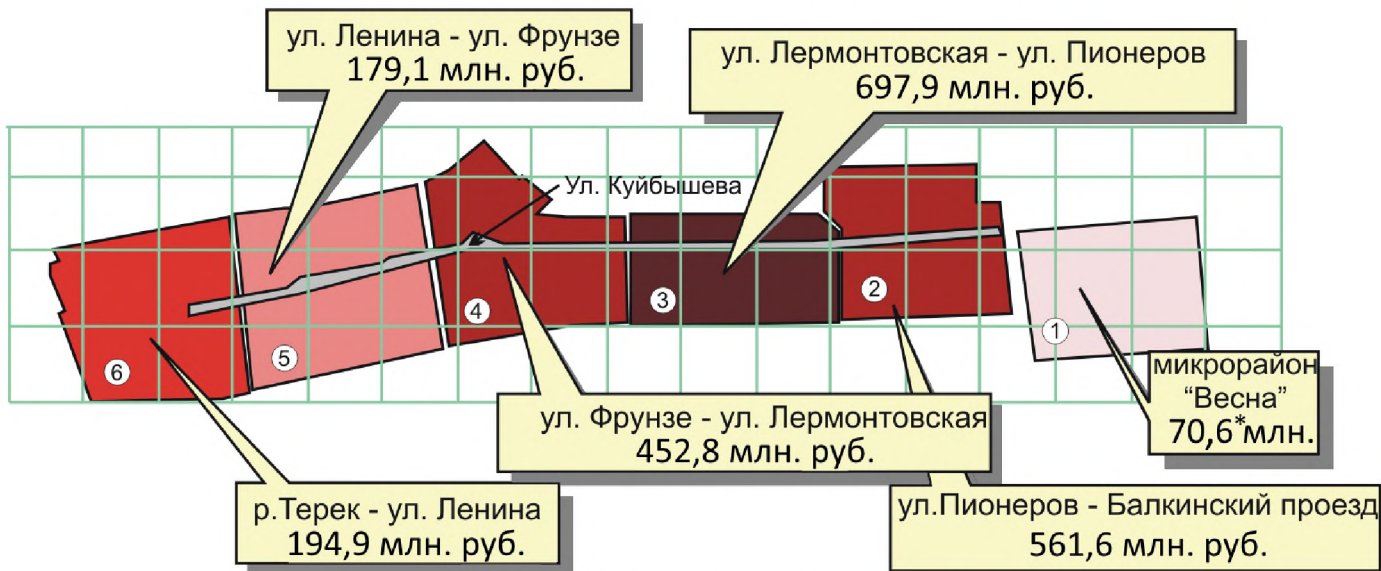 ул. Ленина - ул. Фрунзе
179,1 млн. руб.
ул. Лермонтовская - ул. Пионеров
697,9 млн. руб.
Ул. Куйбышева
6
5
4
3
2
1
микрорайон
“Весна”
70,6*млн.
ул. Фрунзе - ул. Лермонтовская
452,8 млн. руб.
р.Терек - ул. Ленина
194,9 млн. руб.
ул.Пионеров - Балкинский проезд
561,6 млн. руб.